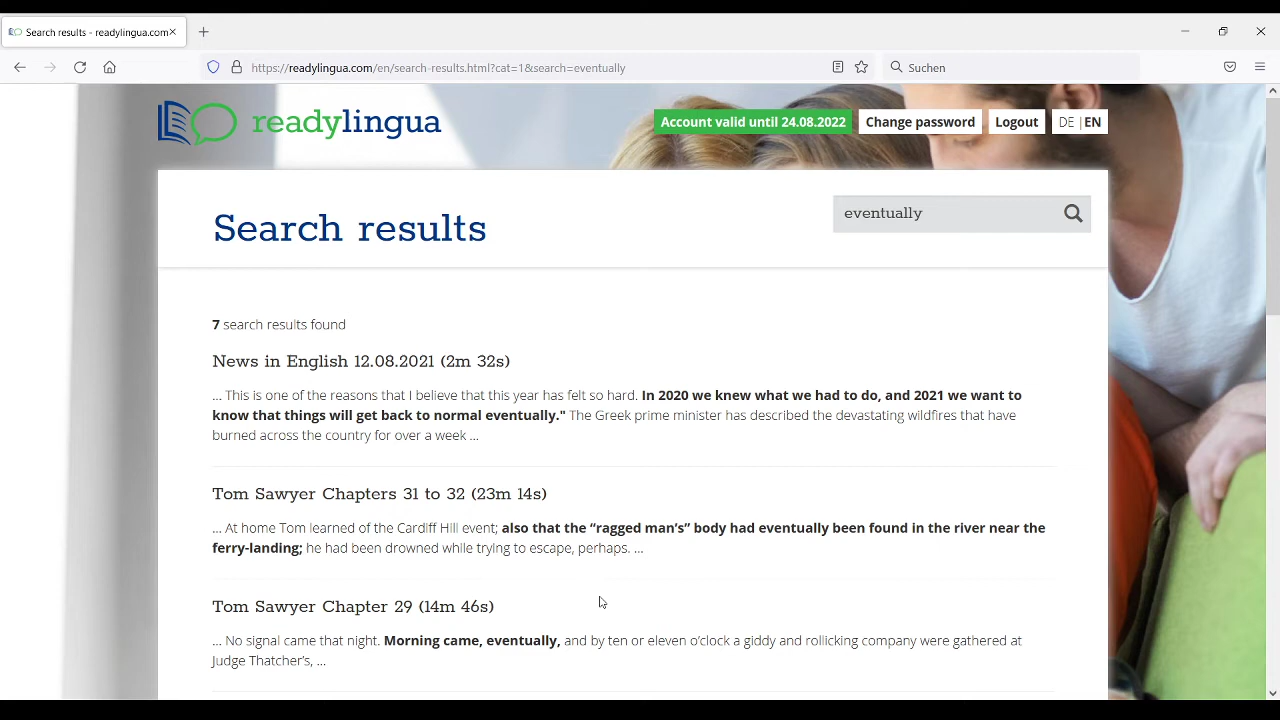 Search results - readylingua.com
https://readylingua.com/en/search-results.html?cat=1&search=eventually
Suchen
readylingua
Account valid until 24.08.2022
Change password
Logout
DE |EN
Search results
eventually
7 search results found
News in English 12.08.2021 (2m 32s)
... This is one of the reasons that I believe that this year has felt so hard. In 2020 we knew what we had to do, and 2021 we want to
know that things will get back to normal eventually." The Greek prime minister has described the devastating wildfires that have
burned across the country for over a week ...
Tom Sawyer Chapters 31 to 32 (23m 14s)
... At home Tom learned of the Cardiff Hill event; also that the “ragged man’s” body had eventually been found in the river near the
ferry-landing; he had been drowned while trying to escape, perhaps. ...
Tom Sawyer Chapter 29 (14m 46s)
... No signal came that night. Morning came, eventually, and by ten or eleven o’clock a giddy and rollicking company were gathered at
Judge Thatcher’s, ...